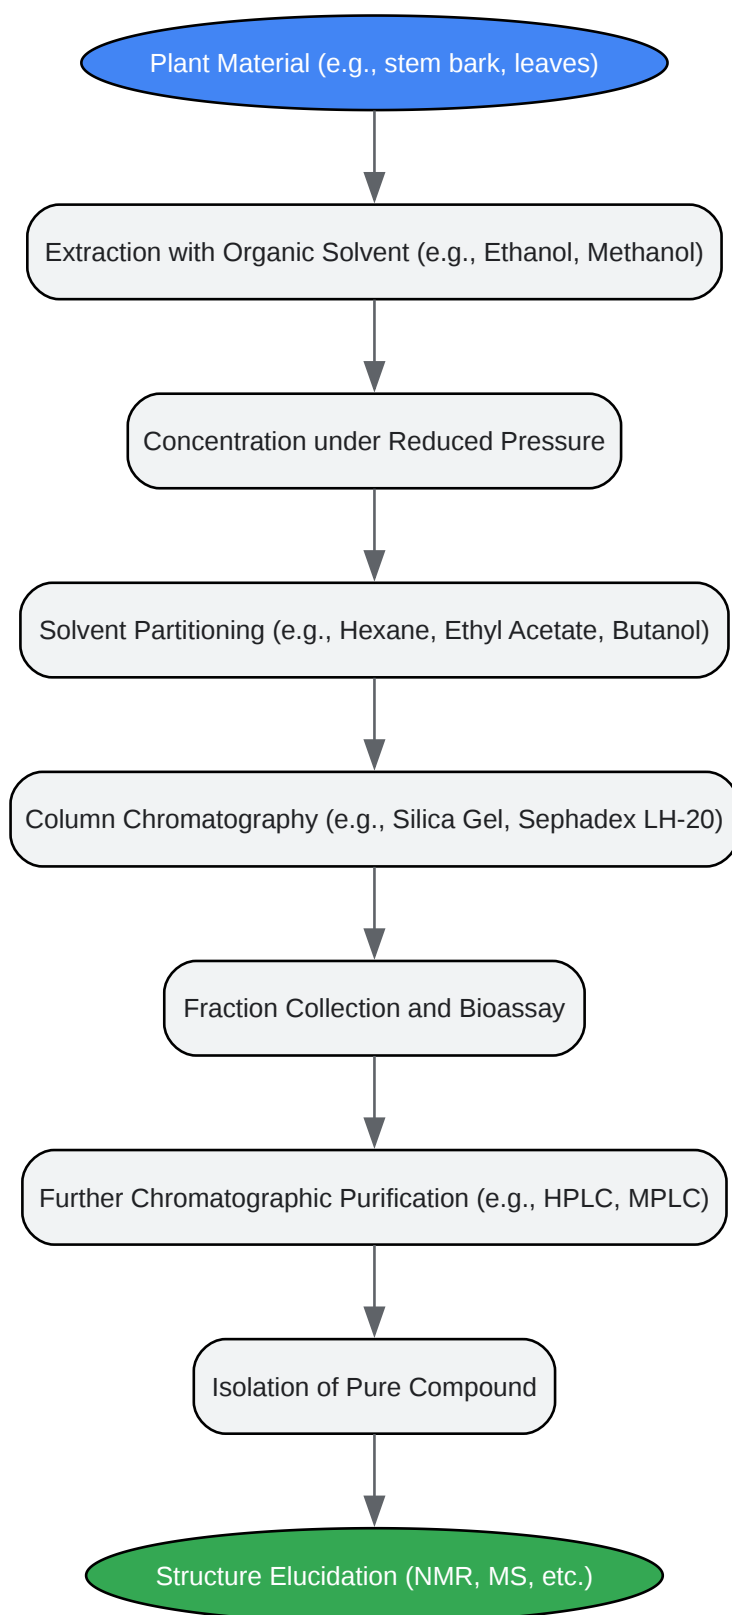 Plant Material (e.g., stem bark, leaves)
Extraction with Organic Solvent (e.g., Ethanol, Methanol)
Concentration under Reduced Pressure
Solvent Partitioning (e.g., Hexane, Ethyl Acetate, Butanol)
Column Chromatography (e.g., Silica Gel, Sephadex LH-20)
Fraction Collection and Bioassay
Further Chromatographic Purification (e.g., HPLC, MPLC)
Isolation of Pure Compound
Structure Elucidation (NMR, MS, etc.)